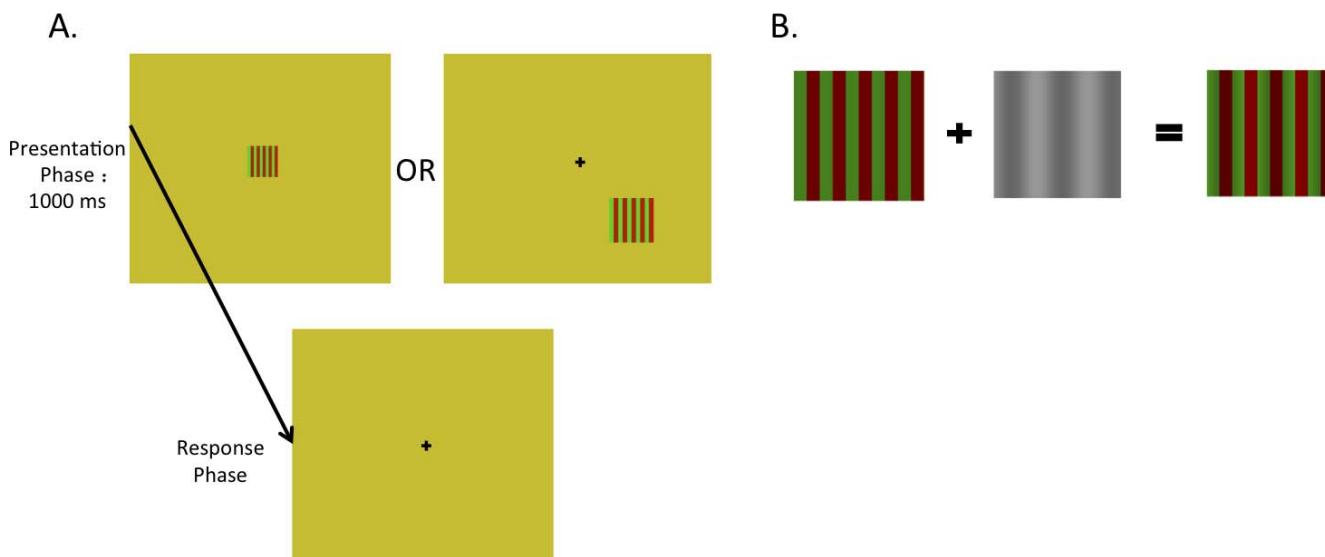 A.
B.
Presentation
Phase :
1000 ms
OR
+
=
Response
Phase